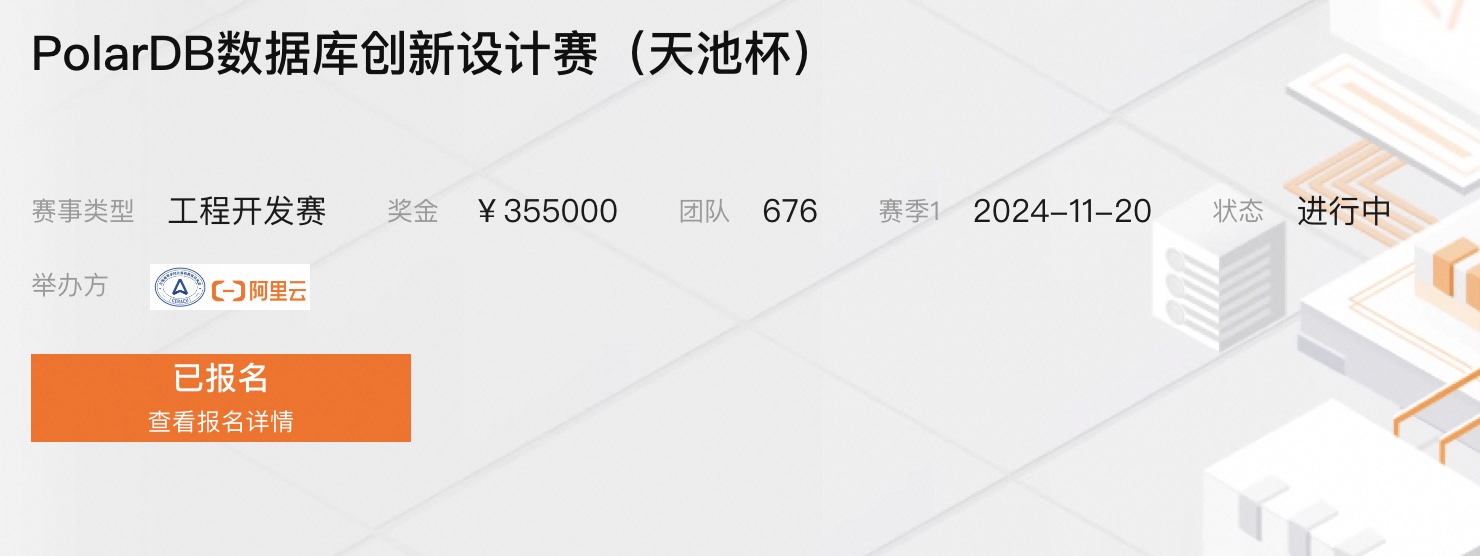 PolarDB数据库创新设计赛（天池杯）
赛事类型 工程开发赛 奖金 ￥355000 团队 676 赛季1 2024-11-20 状态 进行中
举办方 阿里云
已报名
查看报名详情